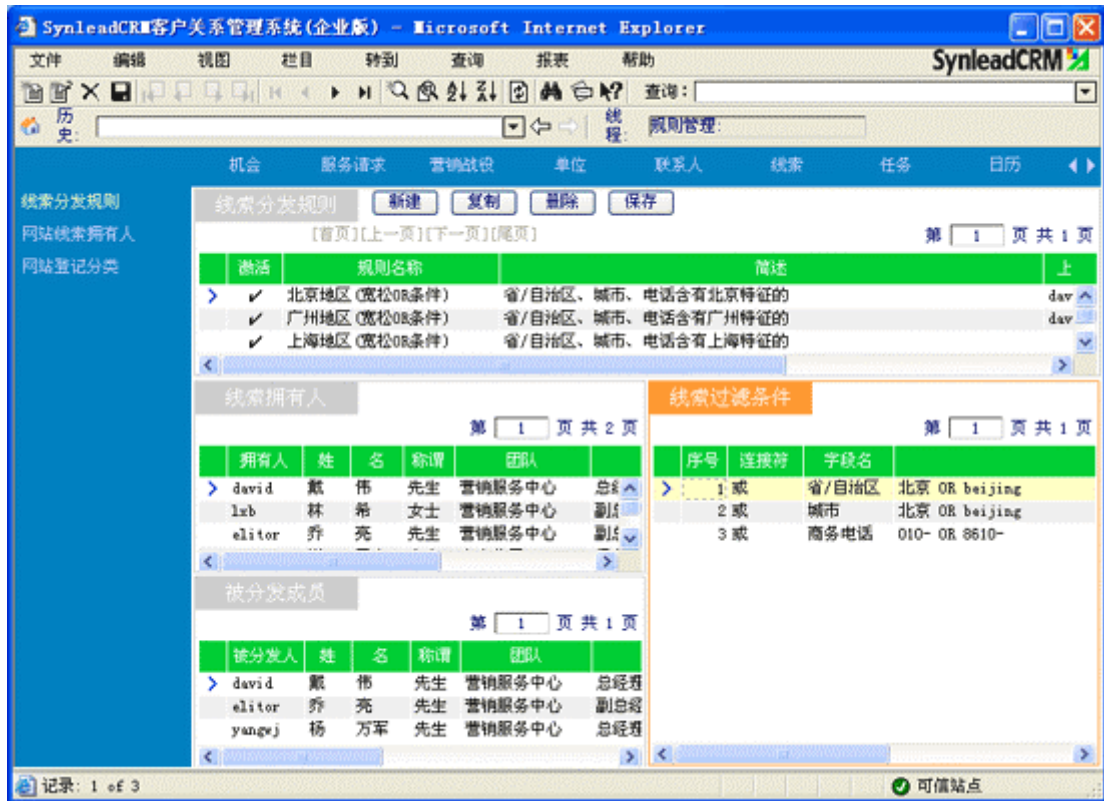 SynleadCRM客户关系管理系统(企业版) - Microsoft Internet Explorer
文件 编辑 视图 栏目 转到 查询 报表 帮助 SynleadCRM
查询:
历史: 线程: 规则管理:
机会 服务请求 营销战役 单位 联系人 线索 任务 日历
线索分发规则
网站线索拥有人
网站登记分类
线索分发规则 新建 复制 删除 保存
[首页][上一页][下一页][尾页] 第 1 页 共 1 页
激活 规则名称 简述 上
北京地区(宽松OR条件) 省/自治区、城市、电话含有北京特征的 dav
广州地区(宽松OR条件) 省/自治区、城市、电话含有广州特征的 dav
上海地区(宽松OR条件) 省/自治区、城市、电话含有上海特征的
线索拥有人
第 1 页 共 2 页
拥有人 姓 名 称谓 团队
david 戴 伟 先生 营销服务中心
lxb 林 希 女士 营销服务中心 副总
elitor 乔 亮 先生 营销服务中心 副总
被分发成员
第 1 页 共 1 页
被分发人 姓 名 称谓 团队
david 戴 伟 先生 营销服务中心 总经理
elitor 乔 亮 先生 营销服务中心 副总经
yangwj 杨 万军 先生 营销服务中心 总经理
线索过滤条件
第 1 页 共 1 页
序号 连接符 字段名
1 或 省/自治区 北京 OR beijing
2 或 城市 北京 OR beijing
3 或 商务电话 010- OR 8610-
记录: 1 of 3 可信站点